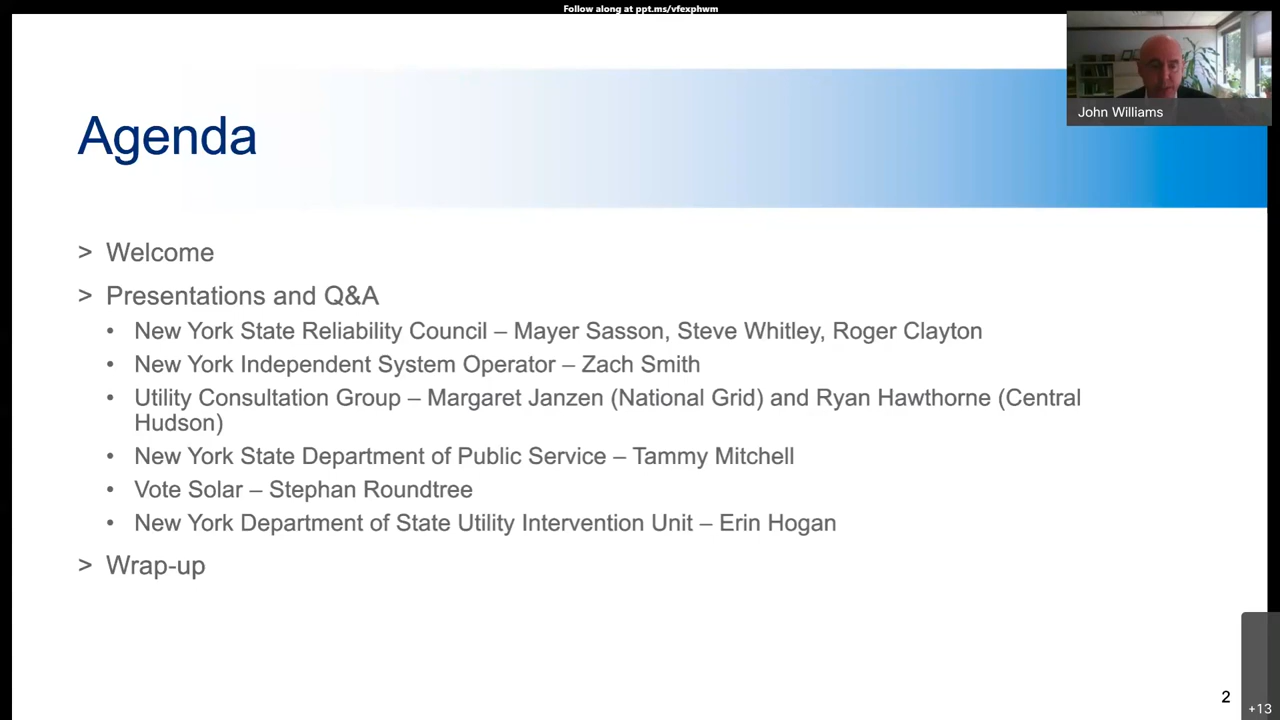 Follow along at ppt.ms/vfexphwm
John Williams
Agenda
> Welcome
> Presentations and Q&A
• New York State Reliability Council – Mayer Sasson, Steve Whitley, Roger Clayton
• New York Independent System Operator – Zach Smith
• Utility Consultation Group – Margaret Janzen (National Grid) and Ryan Hawthorne (Central
Hudson)
• New York State Department of Public Service – Tammy Mitchell
• Vote Solar – Stephan Roundtree
• New York Department of State Utility Intervention Unit – Erin Hogan
> Wrap-up
2
+13